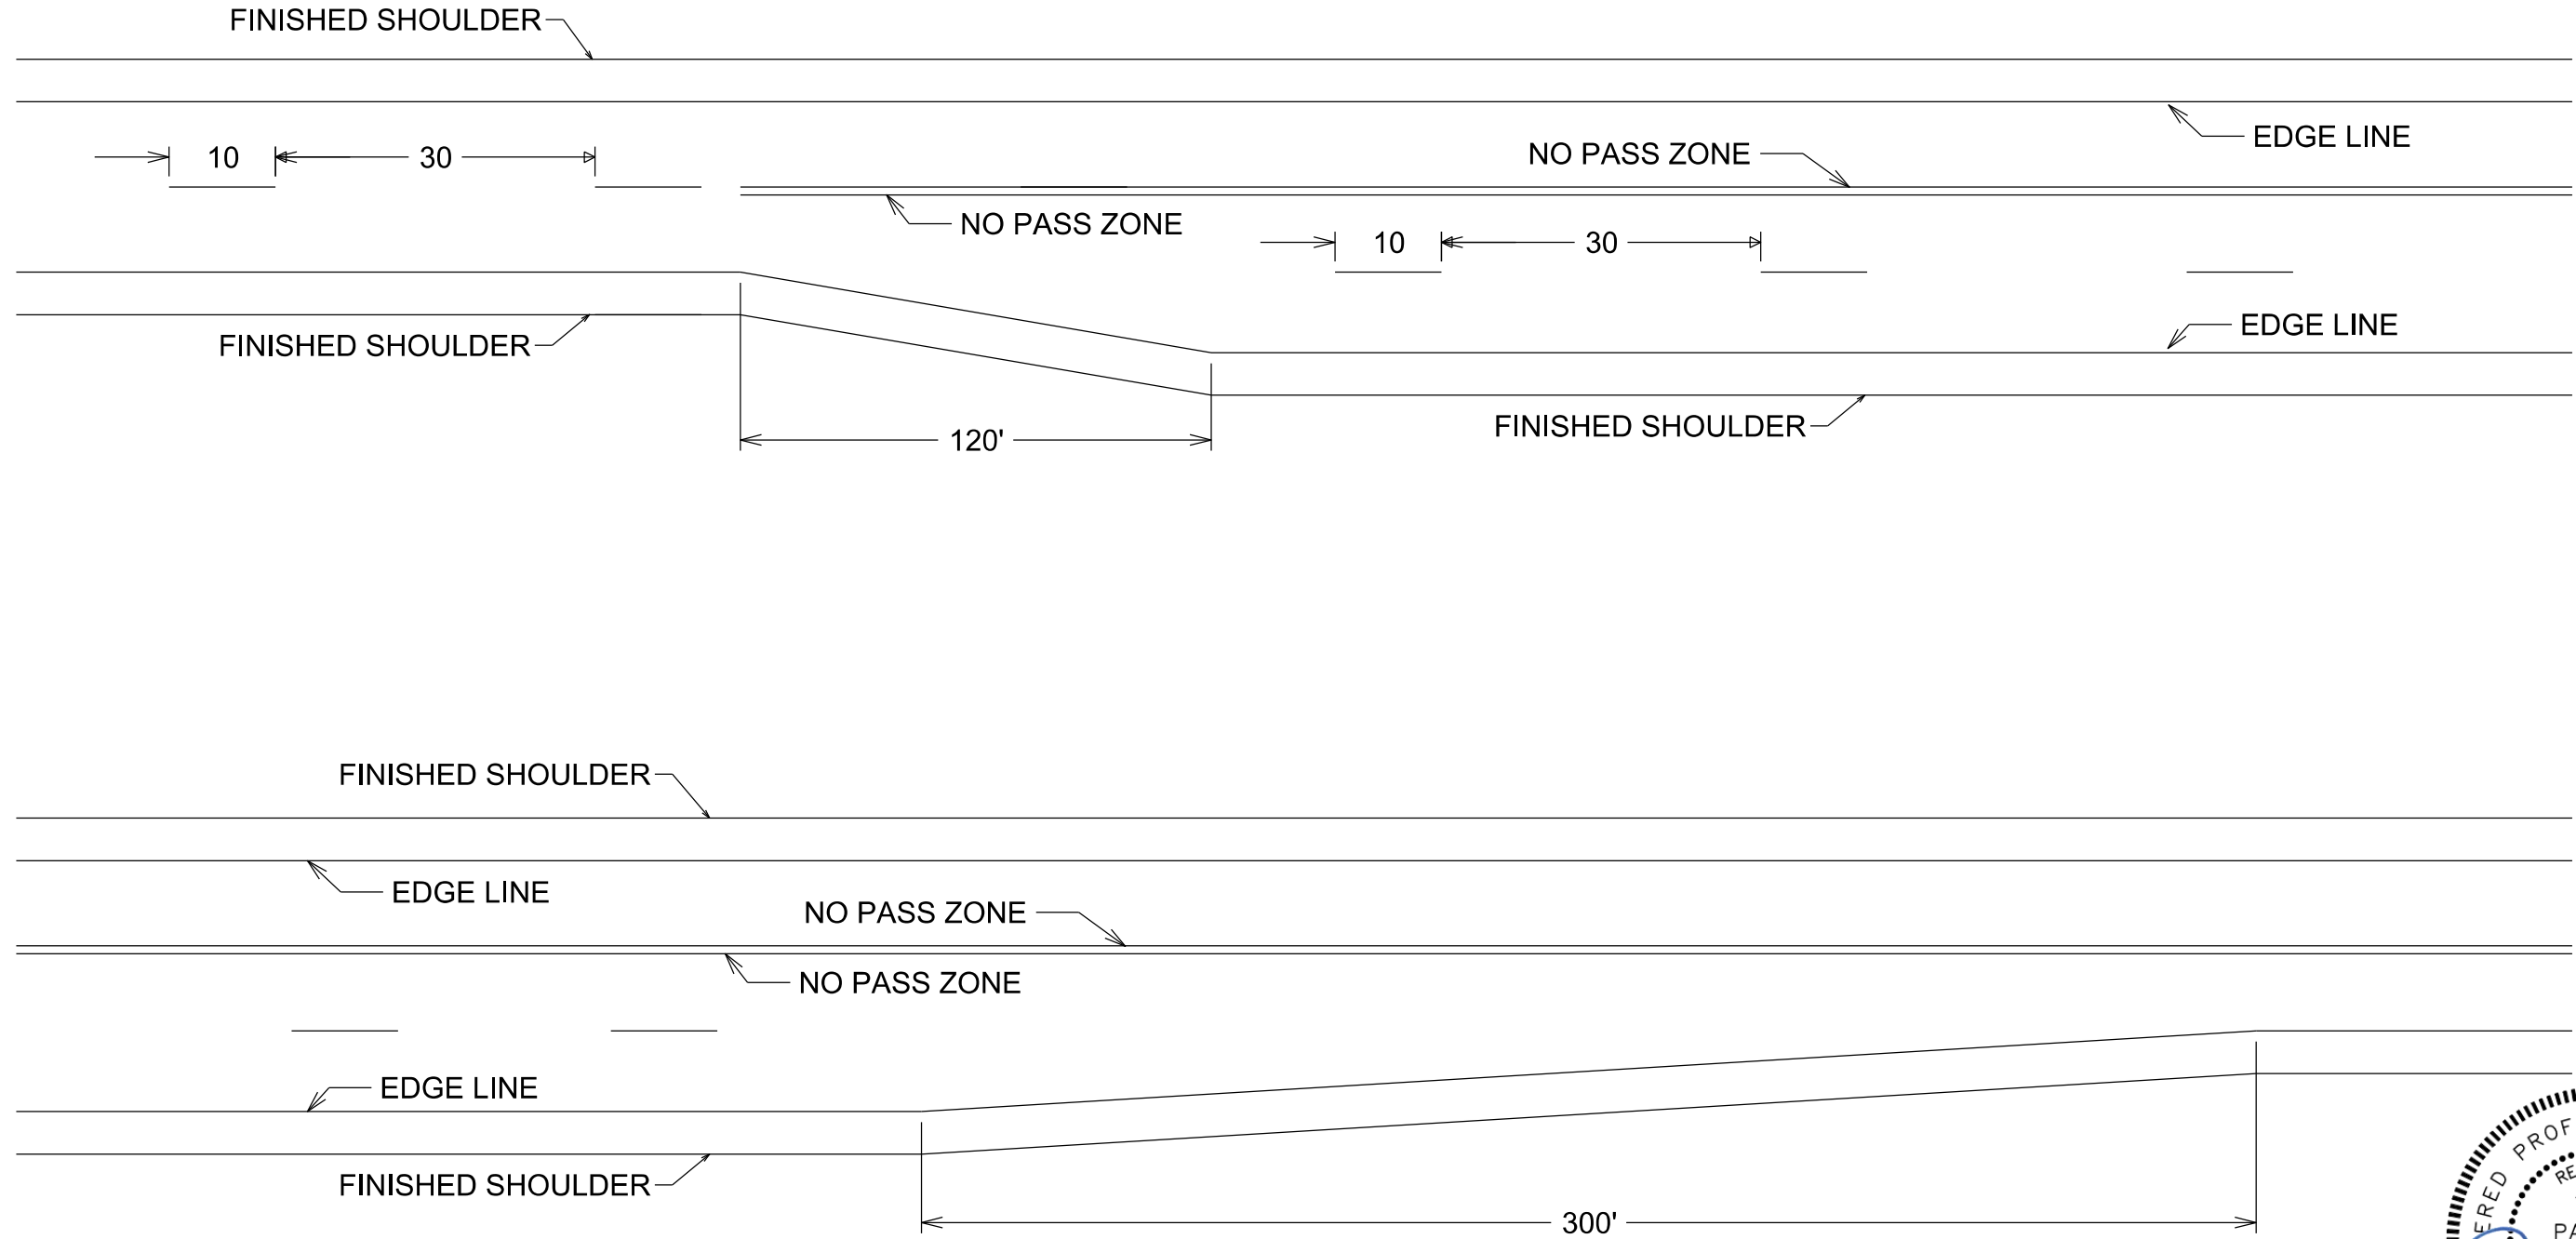 FINISHED SHOULDER
EDGE LINE
10
30
NO PASS ZONE
NO PASS ZONE
10
30
EDGE LINE
FINISHED SHOULDER
FINISHED SHOULDER
120'
FINISHED SHOULDER
EDGE LINE
NO PASS ZONE
NO PASS ZONE
EDGE LINE
FINISHED SHOULDER
300'